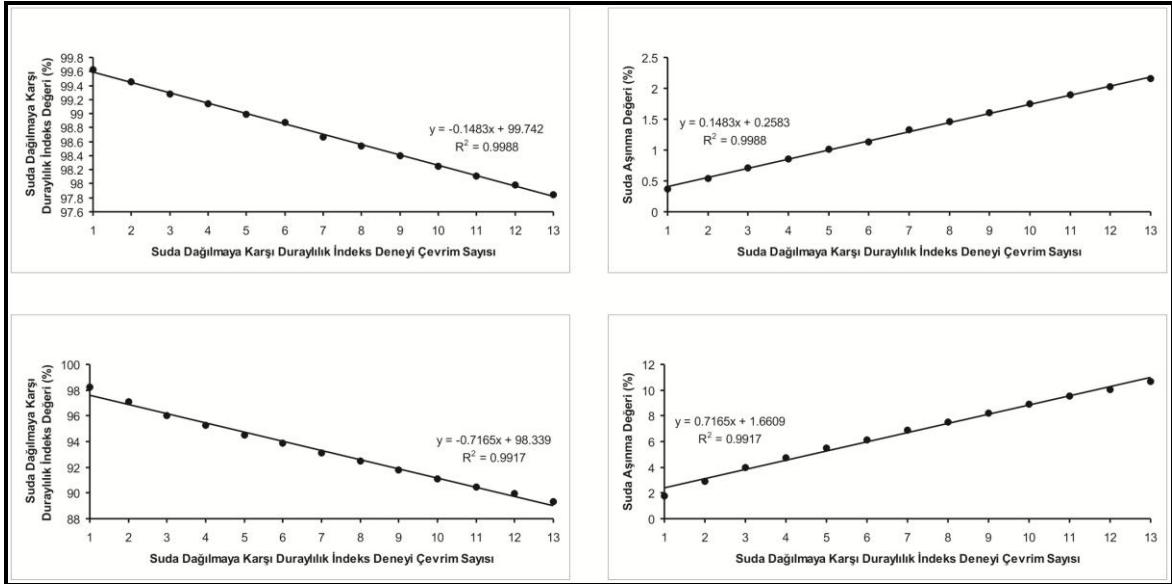 Suda Dağılmaya Karşı
Duraylılık İndeks Değeri (%)
99.8
99.6
99.4
99.2
99
98.8
98.6
98.4
98.2
98
97.8
97.6
y = -0.1483x + 99.742
R² = 0.9988
1 2 3 4 5 6 7 8 9 10 11 12 13
Suda Dağılmaya Karşı Duraylılık İndeks Deneyi Çevrim Sayısı
Suda Aşınma Değeri (%)
2.5
2
1.5
1
0.5
0
y = 0.1483x + 0.2583
R² = 0.9988
1 2 3 4 5 6 7 8 9 10 11 12 13
Suda Dağılmaya Karşı Duraylılık İndeks Deneyi Çevrim Sayısı
Suda Dağılmaya Karşı
Duraylılık İndeks Değeri (%)
100
98
96
94
92
90
88
y = -0.7165x + 98.339
R² = 0.9917
1 2 3 4 5 6 7 8 9 10 11 12 13
Suda Dağılmaya Karşı Duraylılık İndeks Deneyi Çevrim Sayısı
Suda Aşınma Değeri (%)
12
10
8
6
4
2
0
y = 0.7165x + 1.6609
R² = 0.9917
1 2 3 4 5 6 7 8 9 10 11 12 13
Suda Dağılmaya Karşı Duraylılık İndeks Deneyi Çevrim Sayısı